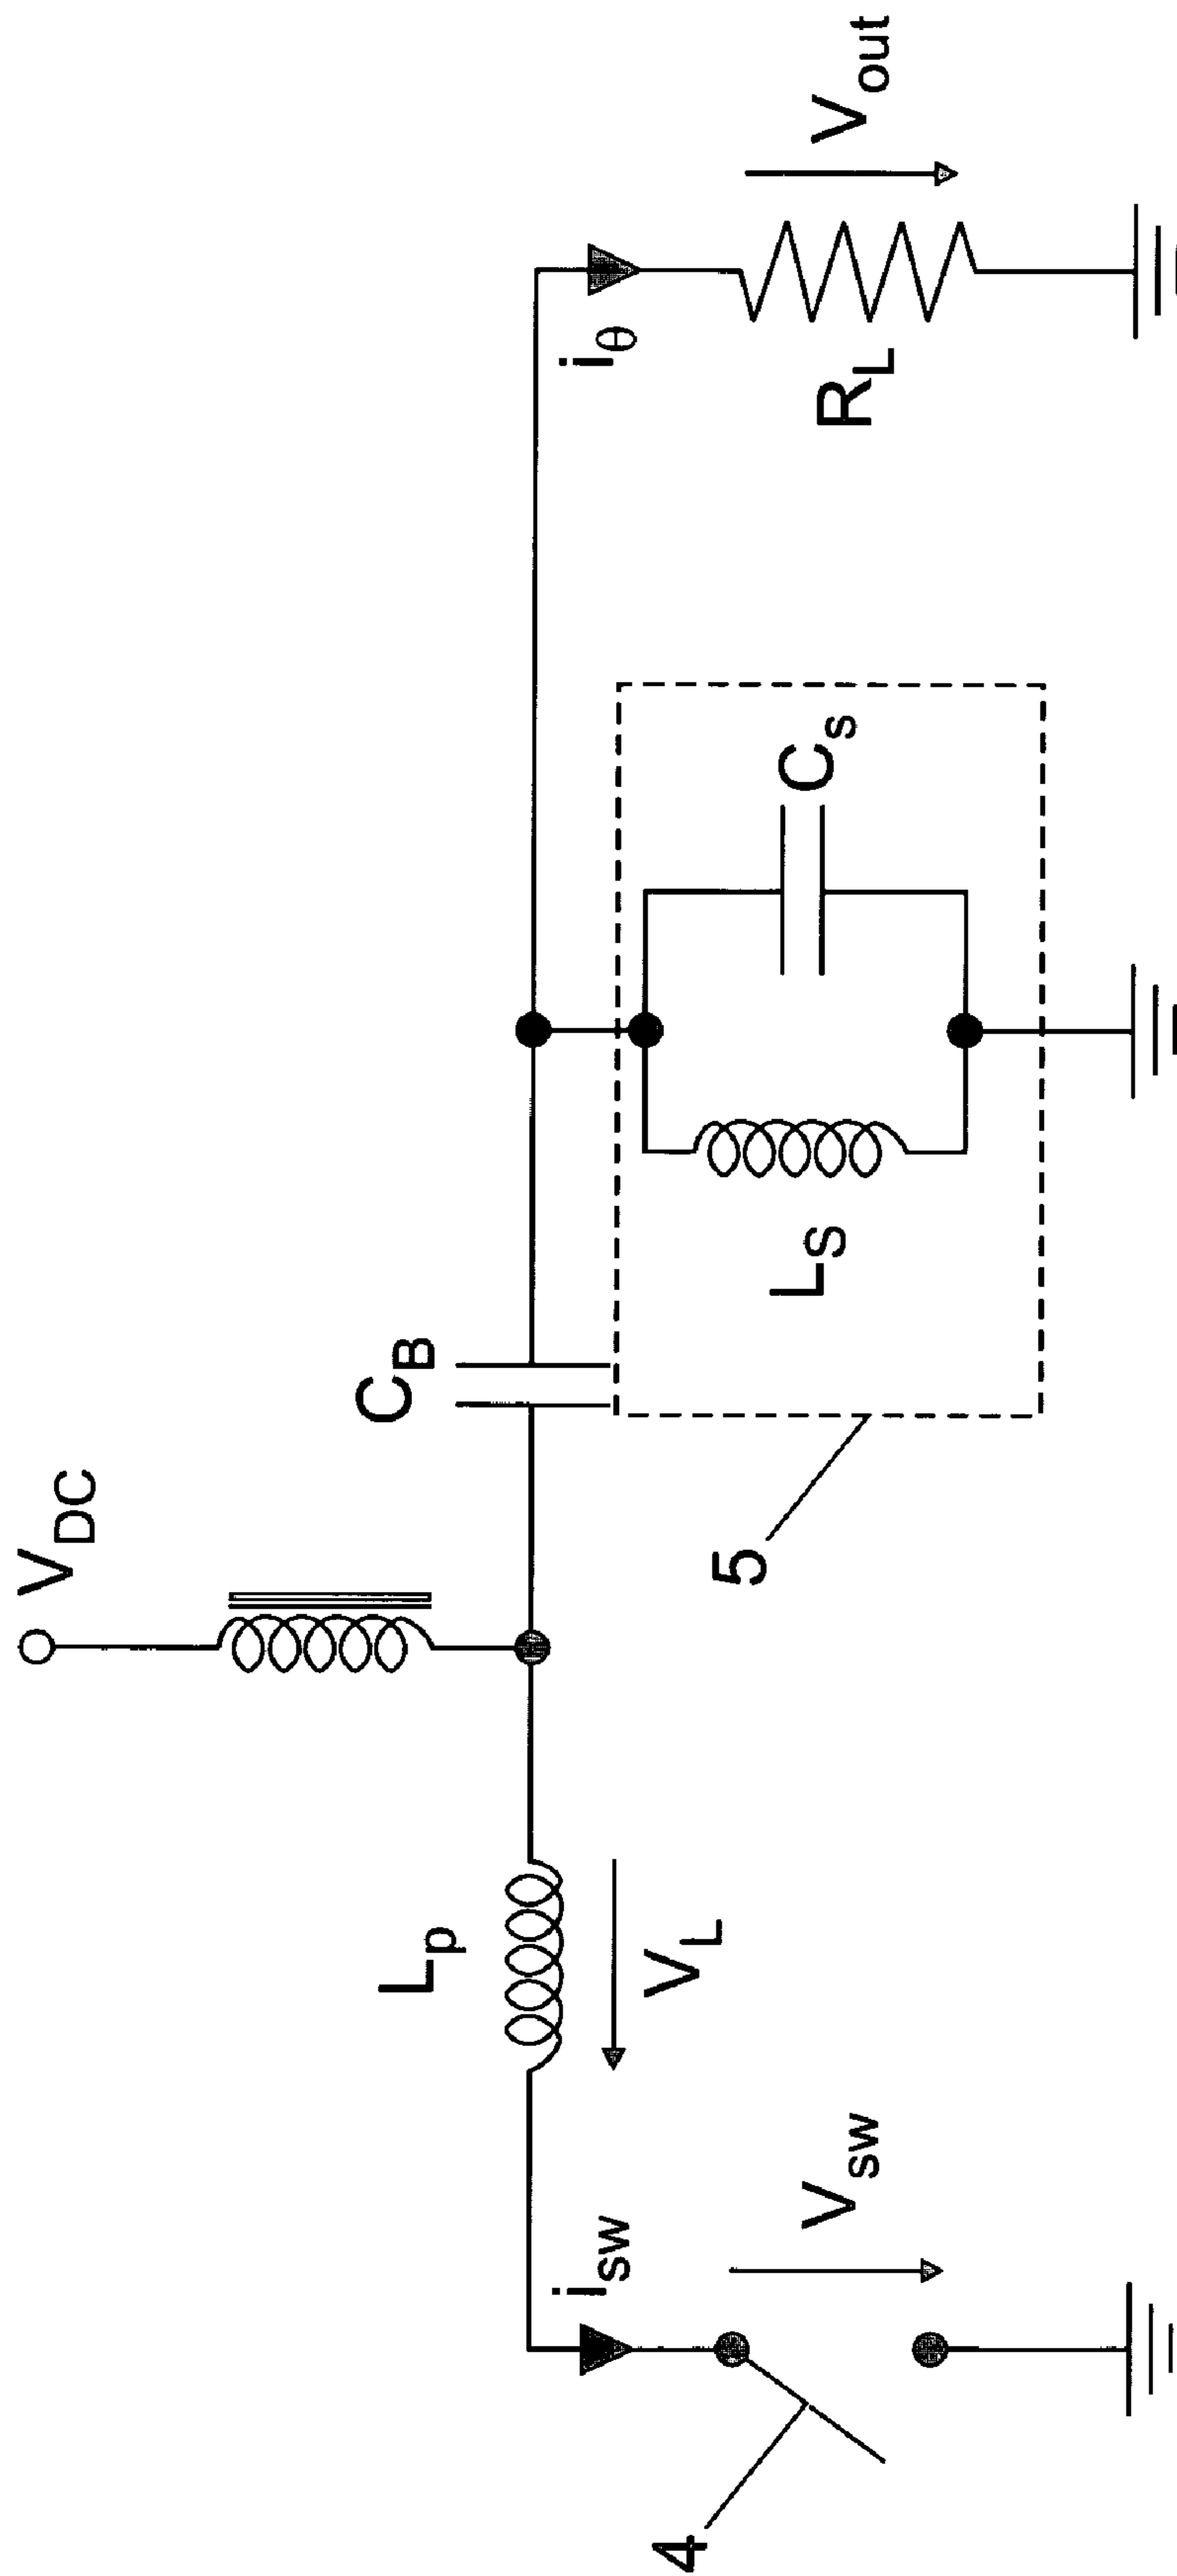 V_DC
C_B
L_p
V_L
i_sw
V_sw
4
5
L_S
C_s
i_θ
R_L
V_out